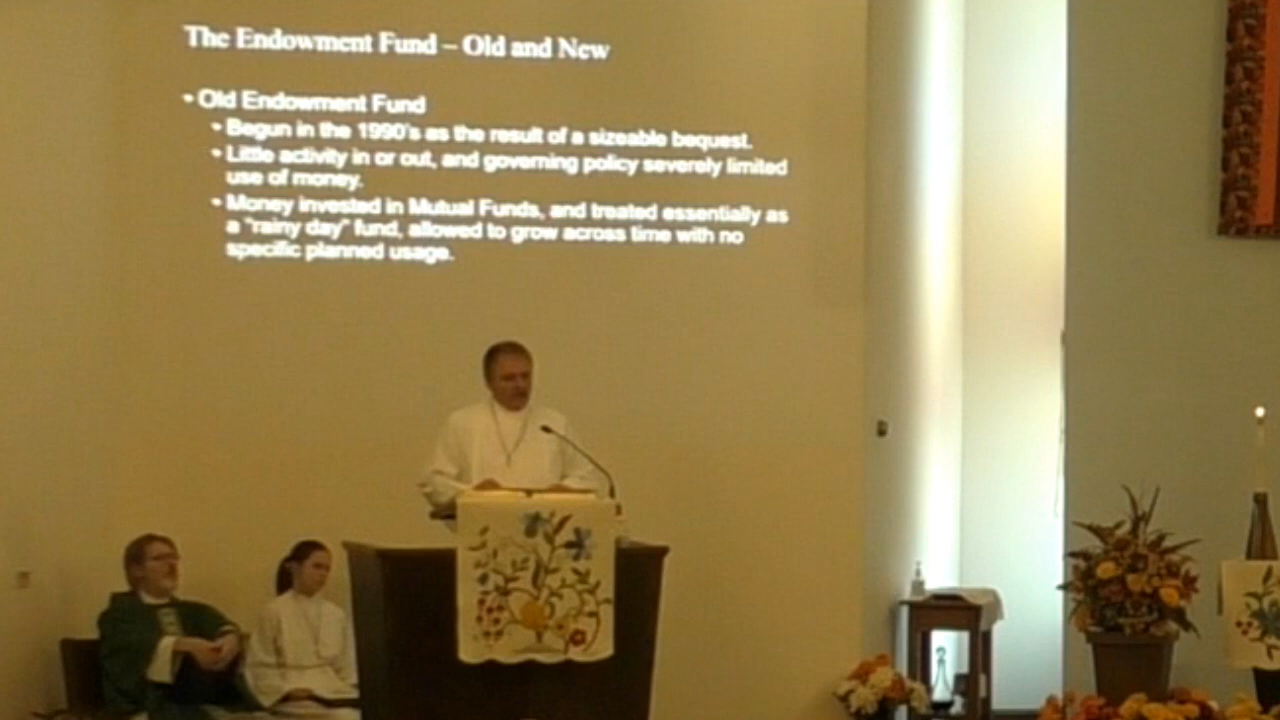 The Endowment Fund – Old and New
• Old Endowment Fund
• Begun in the 1990's as the result of a sizeable bequest.
• Little activity in or out, and governing policy severely limited
use of money.
• Money invested in Mutual Funds, and treated essentially as
a "rainy day" fund, allowed to grow across time with no
specific planned usage.